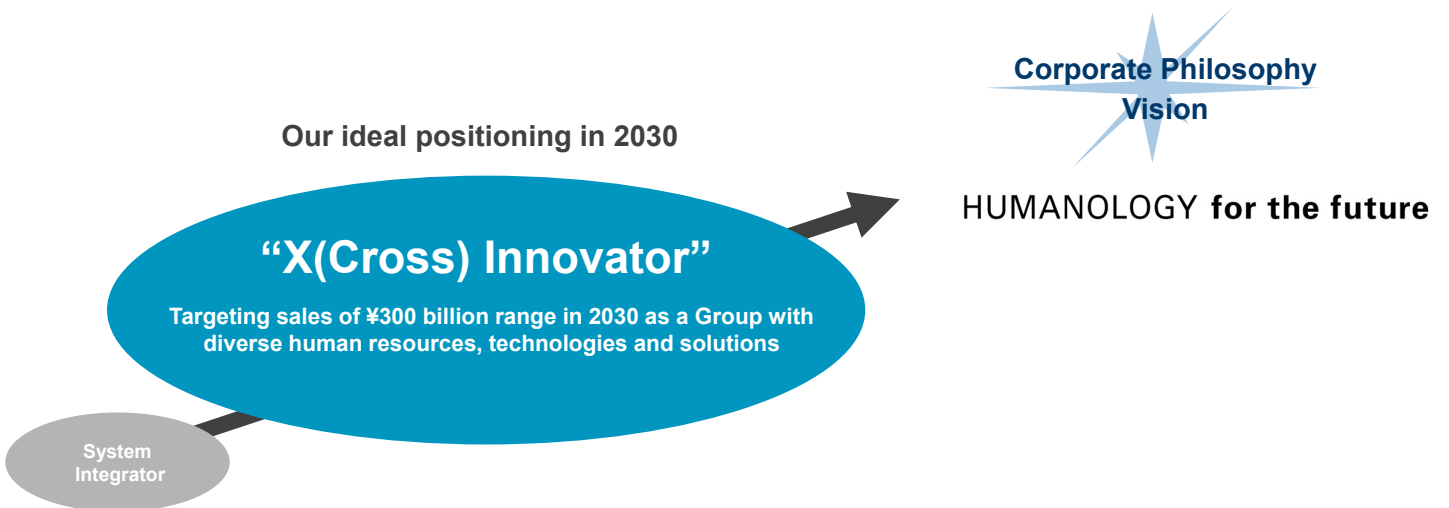 Corporate Philosophy
Vision
Our ideal positioning in 2030
HUMANOLOGY for the future
“X(Cross) Innovator”
Targeting sales of ¥300 billion range in 2030 as a Group with
diverse human resources, technologies and solutions
System
Integrator